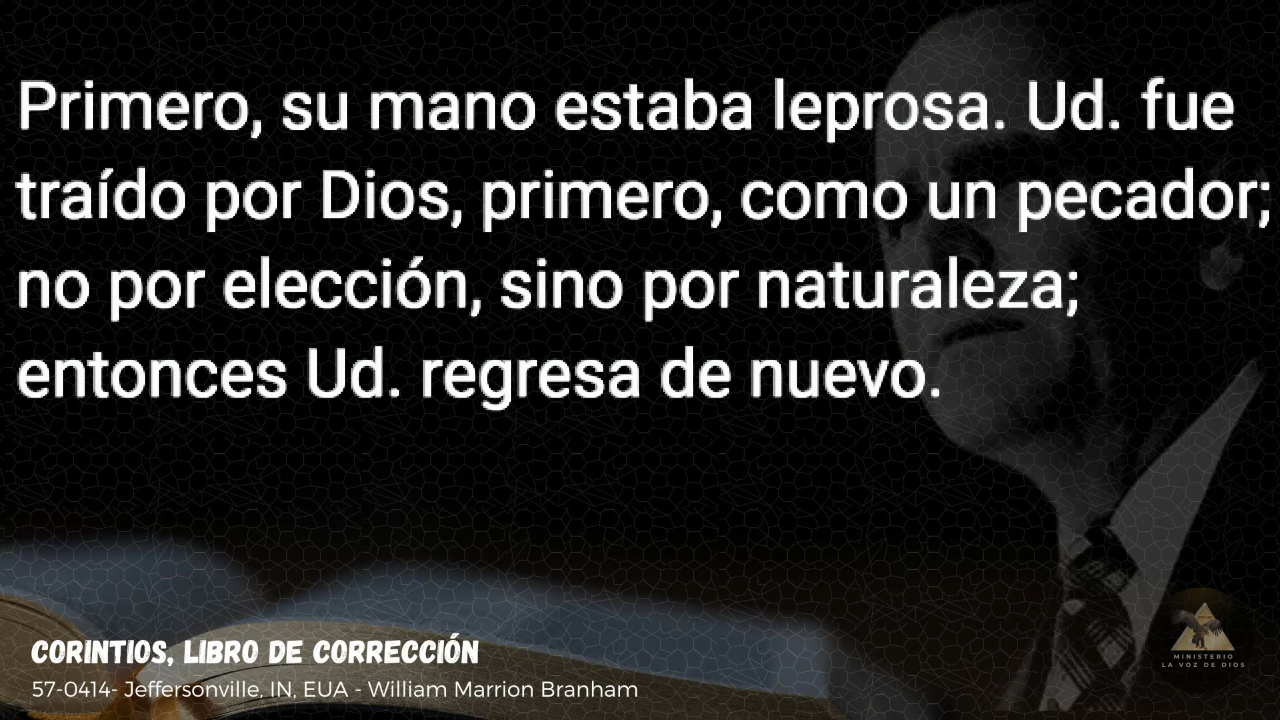 Primero, su mano estaba leprosa. Ud. fue
traído por Dios, primero, como un pecador;
no por elección, sino por naturaleza;
entonces Ud. regresa de nuevo.
CORINTIOS, LIBRO DE CORRECCIÓN
57-0414- Jeffersonville, IN, EUA - William Marrion Branham
MINISTERIO
LA VOZ DE DIOS